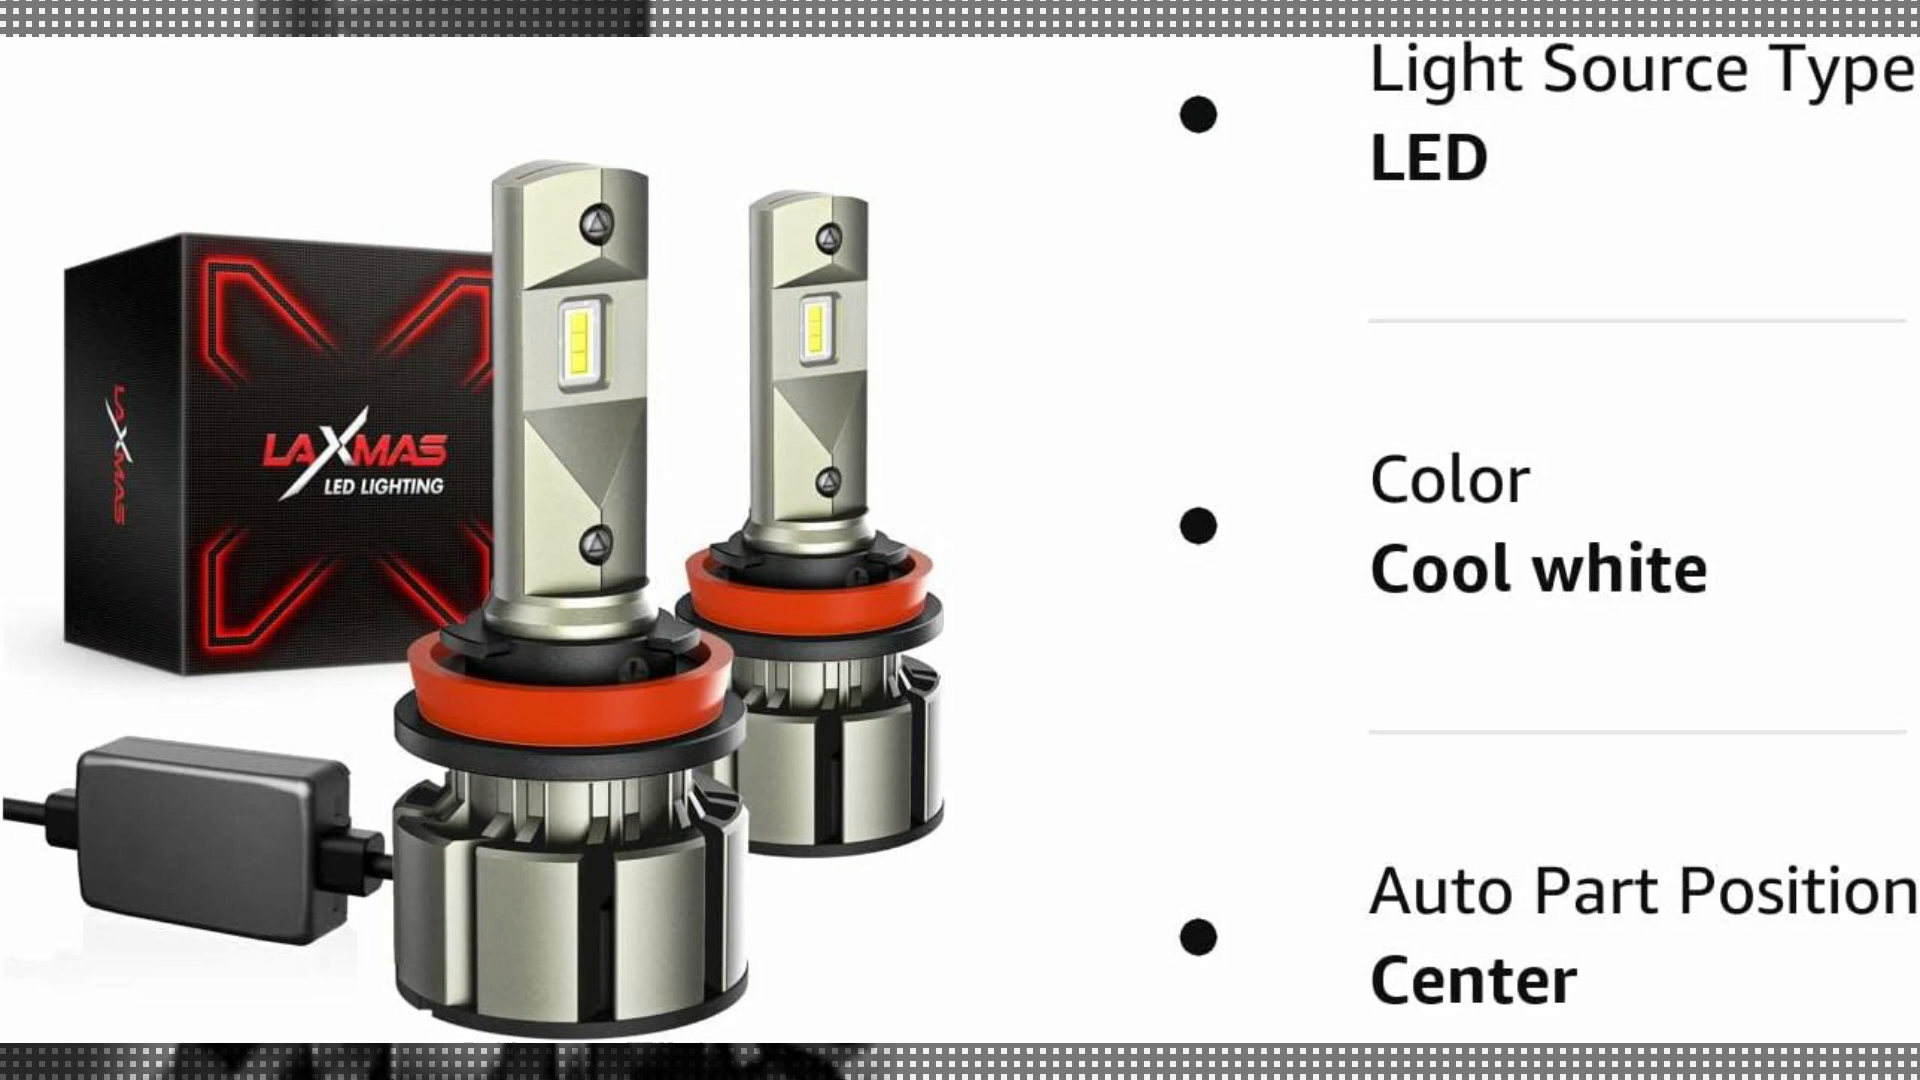 Light Source Type
LED
Color
Cool white
Auto Part Position
Center
LAXMAS
LAXMAS
LED LIGHTING